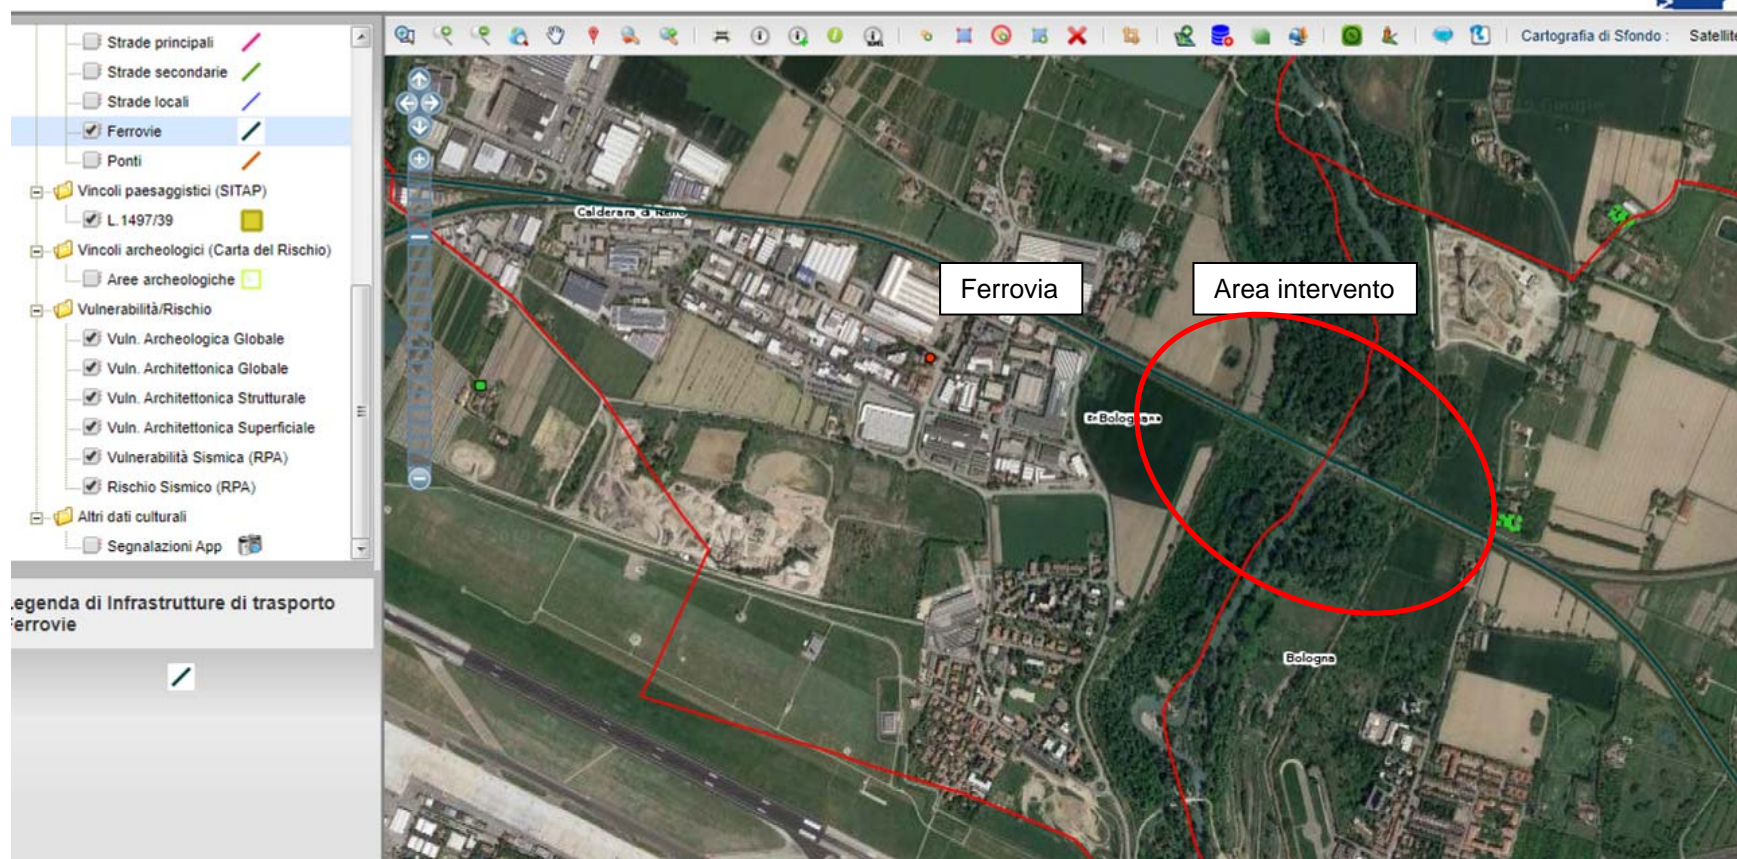 Strade principali
Strade secondarie
Strade locali
Ferrovie
Ponti
Vincoli paesaggistici (SITAP)
L.1497/39
Vincoli archeologici (Carta del Rischio)
Aree archeologiche
Vulnerabilità/Rischio
Vuln. Archeologica Globale
Vuln. Architettonica Globale
Vuln. Architettonica Strutturale
Vuln. Architettonica Superficiale
Vulnerabilità Sismica (RPA)
Rischio Sismico (RPA)
Altri dati culturali
Segnalazioni App
egenda di Infrastrutture di trasporto
errovie
Cartografia di Sfondo : Satellite
Calderara di
Ferrovia
Area intervento
Bologna